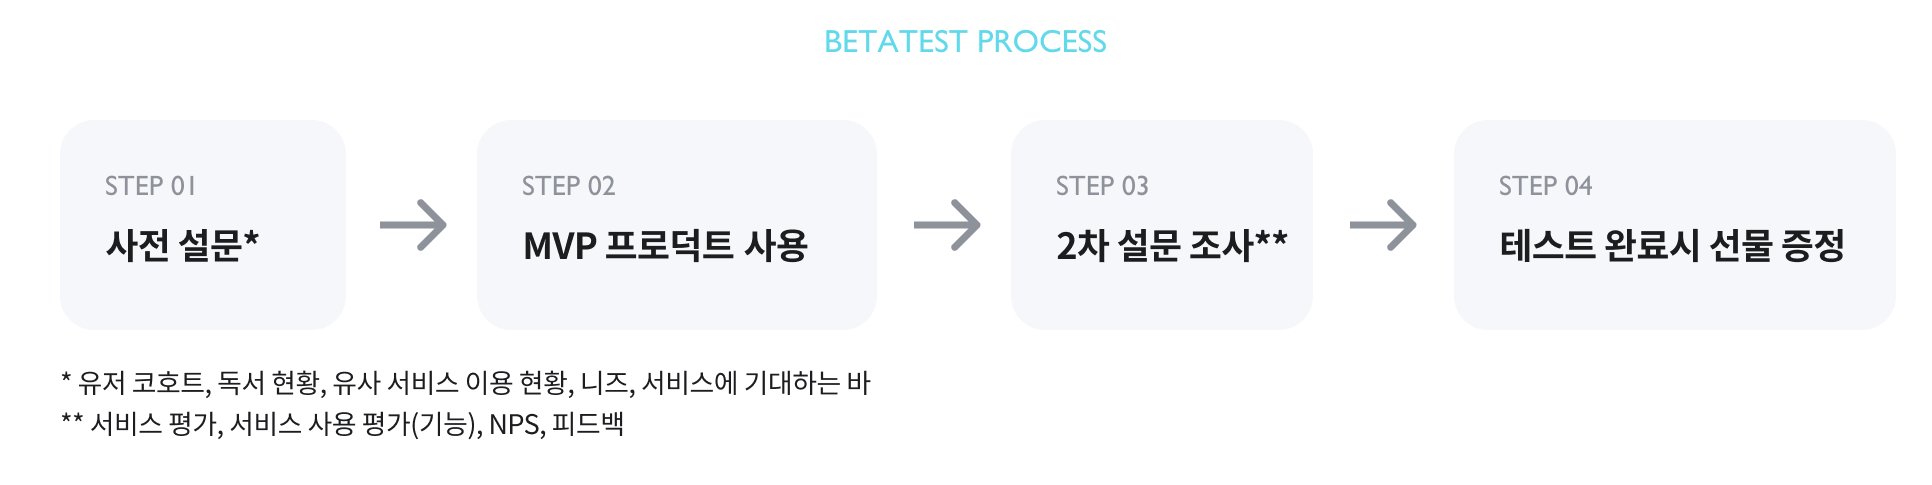 BETATEST PROCESS
STEP 01
사전 설문*
STEP 02
MVP 프로덕트 사용
STEP 03
2차 설문 조사**
STEP 04
테스트 완료시 선물 증정
* 유저 코호트, 독서 현황, 유사 서비스 이용 현황, 니즈, 서비스에 기대하는 바
** 서비스 평가, 서비스 사용 평가(기능), NPS, 피드백